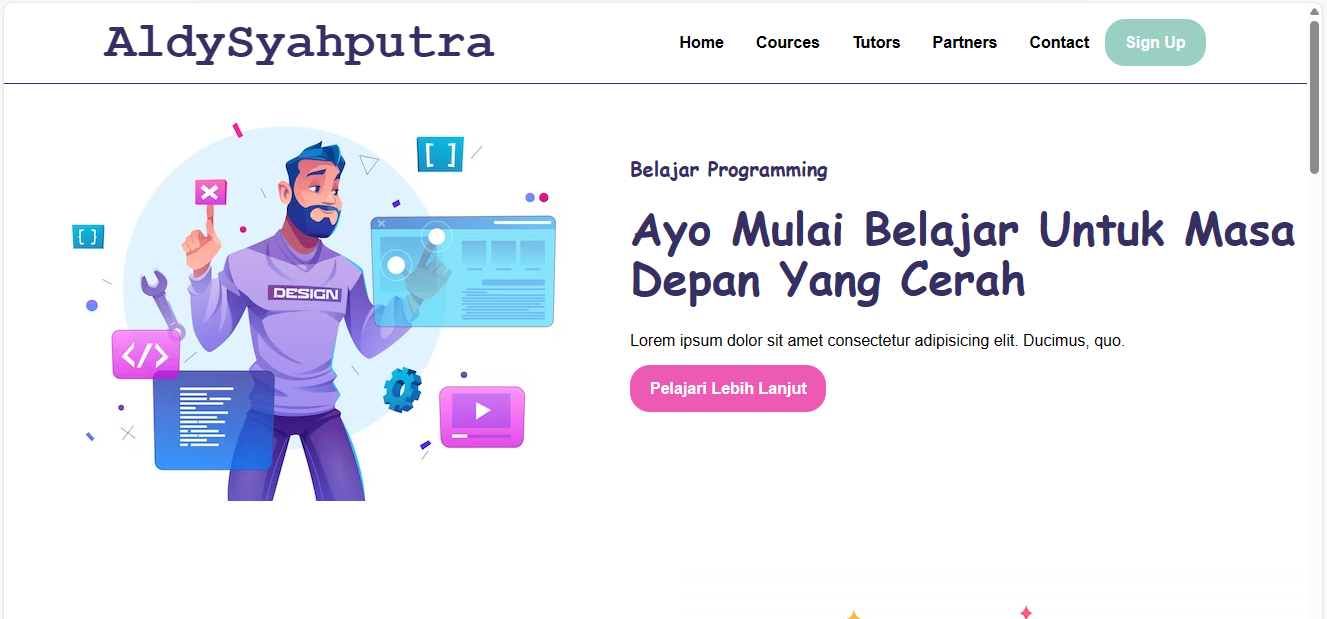 AldySyahputra
Home Cources Tutors Partners Contact Sign Up
[ ]
{ }
DESIGN
</>
Belajar Programming
Ayo Mulai Belajar Untuk Masa
Depan Yang Cerah
Lorem ipsum dolor sit amet consectetur adipisicing elit. Ducimus, quo.
Pelajari Lebih Lanjut